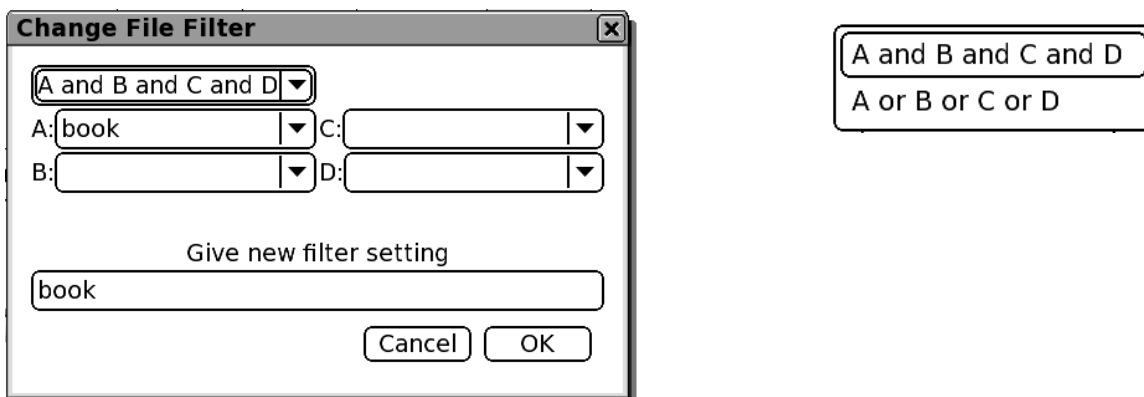 Change File Filter
A and B and C and D
A: book C:
B: D:
Give new filter setting
book
Cancel OK
A and B and C and D
A or B or C or D